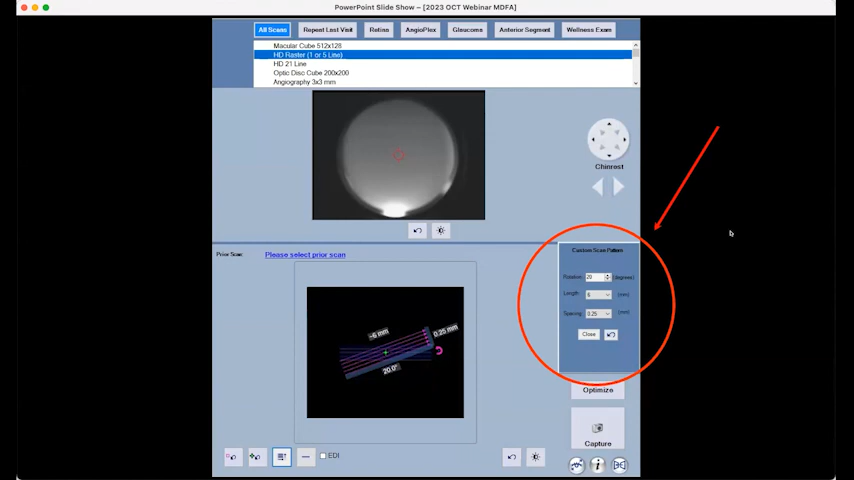 PowerPoint Slide Show – [2023 OCT Webinar MDFA]
All Scans
Repeat Last Visit
Retina
AngioPlex
Glaucoma
Anterior Segment
Wellness Exam
Macular Cube 512x128
HD Raster (1 or 5 Line)
HD 21 Line
Optic Disc Cube 200x200
Angiography 3x3 mm
Chinrest
Prior Scan:
Please select prior scan
Custom Scan Pattern
Rotation: 20 (degrees)
Length: 6 (mm)
Spacing: 0.25 (mm)
Close
~6 mm
0.25 mm
20.0°
Optimize
Capture
EDI